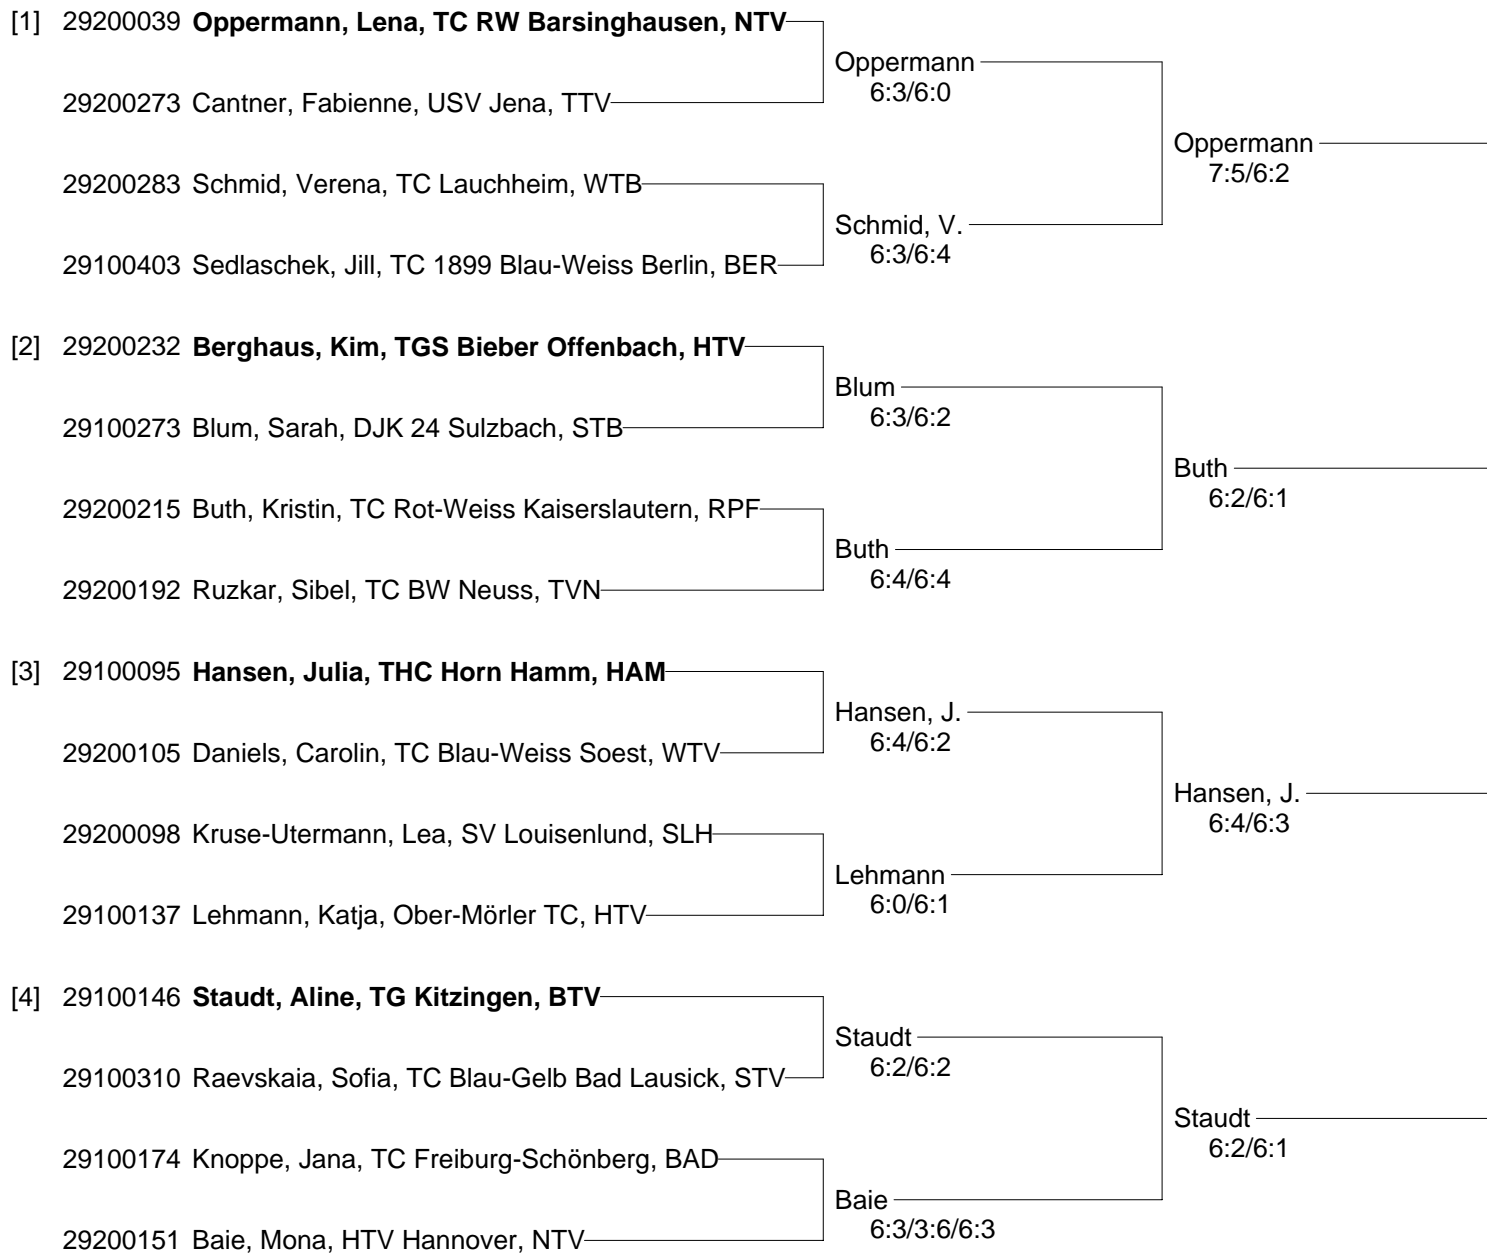 [1] 29200039 Oppermann, Lena, TC RW Barsinghausen, NTV
Oppermann
6:3/6:0
29200273 Cantner, Fabienne, USV Jena, TTV
Oppermann
7:5/6:2
29200283 Schmid, Verena, TC Lauchheim, WTB
Schmid, V.
6:3/6:4
29100403 Sedlaschek, Jill, TC 1899 Blau-Weiss Berlin, BER
[2] 29200232 Berghaus, Kim, TGS Bieber Offenbach, HTV
Blum
6:3/6:2
29100273 Blum, Sarah, DJK 24 Sulzbach, STB
Buth
6:2/6:1
29200215 Buth, Kristin, TC Rot-Weiss Kaiserslautern, RPF
Buth
6:4/6:4
29200192 Ruzkar, Sibel, TC BW Neuss, TVN
[3] 29100095 Hansen, Julia, THC Horn Hamm, HAM
Hansen, J.
6:4/6:2
29200105 Daniels, Carolin, TC Blau-Weiss Soest, WTV
Hansen, J.
6:4/6:3
29200098 Kruse-Utermann, Lea, SV Louisenlund, SLH
Lehmann
6:0/6:1
29100137 Lehmann, Katja, Ober-Mörler TC, HTV
[4] 29100146 Staudt, Aline, TG Kitzingen, BTV
Staudt
6:2/6:2
29100310 Raevskaia, Sofia, TC Blau-Gelb Bad Lausick, STV
Staudt
6:2/6:1
29100174 Knoppe, Jana, TC Freiburg-Schönberg, BAD
Baie
6:3/3:6/6:3
29200151 Baie, Mona, HTV Hannover, NTV